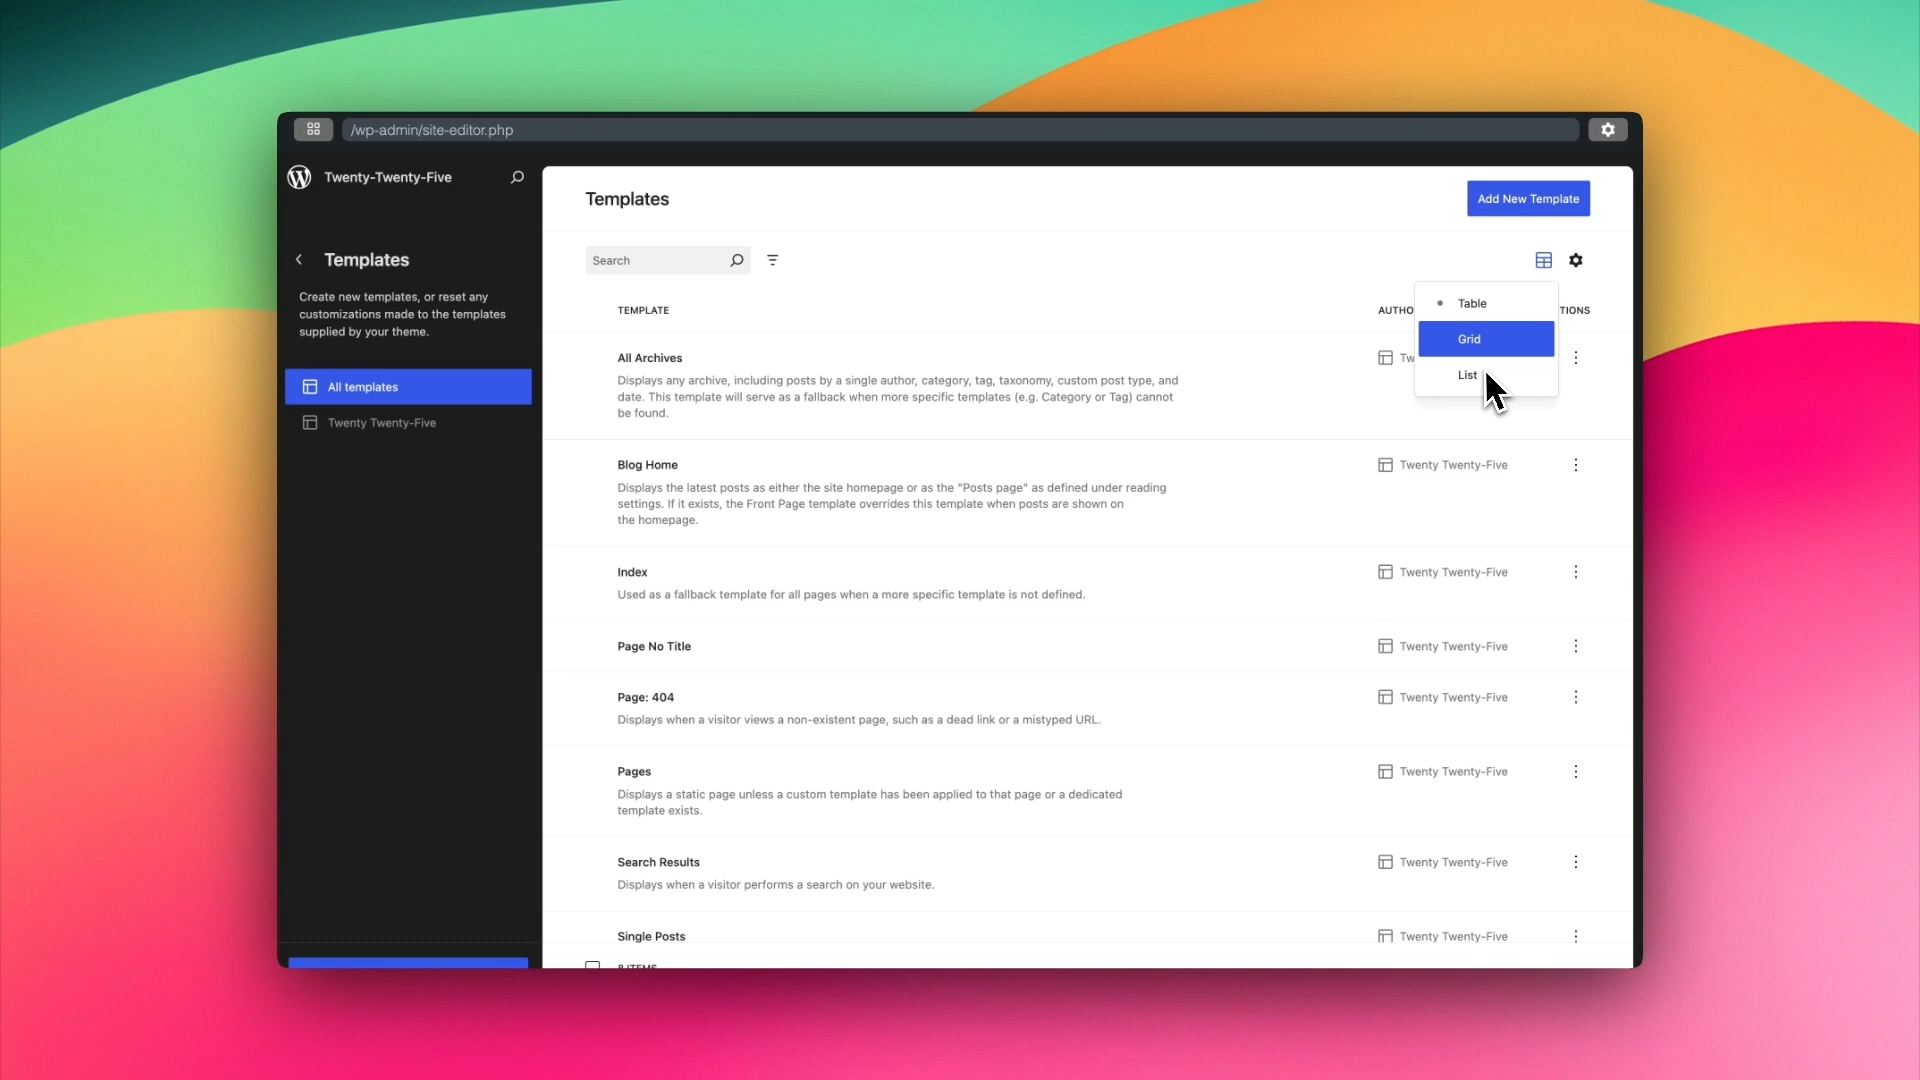 /wp-admin/site-editor.php
Twenty-Twenty-Five
Templates
Create new templates, or reset any
customizations made to the templates
supplied by your theme.
All templates
Twenty Twenty-Five
Templates
Add New Template
Search
TEMPLATE
AUTHO
TIONS
Table
Grid
List
All Archives
Tw
Displays any archive, including posts by a single author, category, tag, taxonomy, custom post type, and
date. This template will serve as a fallback when more specific templates (e.g. Category or Tag) cannot
be found.
Blog Home
Twenty Twenty-Five
Displays the latest posts as either the site homepage or as the "Posts page" as defined under reading
settings. If it exists, the Front Page template overrides this template when posts are shown on
the homepage.
Index
Twenty Twenty-Five
Used as a fallback template for all pages when a more specific template is not defined.
Page No Title
Twenty Twenty-Five
Page: 404
Twenty Twenty-Five
Displays when a visitor views a non-existent page, such as a dead link or a mistyped URL.
Pages
Twenty Twenty-Five
Displays a static page unless a custom template has been applied to that page or a dedicated
template exists.
Search Results
Twenty Twenty-Five
Displays when a visitor performs a search on your website.
Single Posts
Twenty Twenty-Five
8 ITEMS